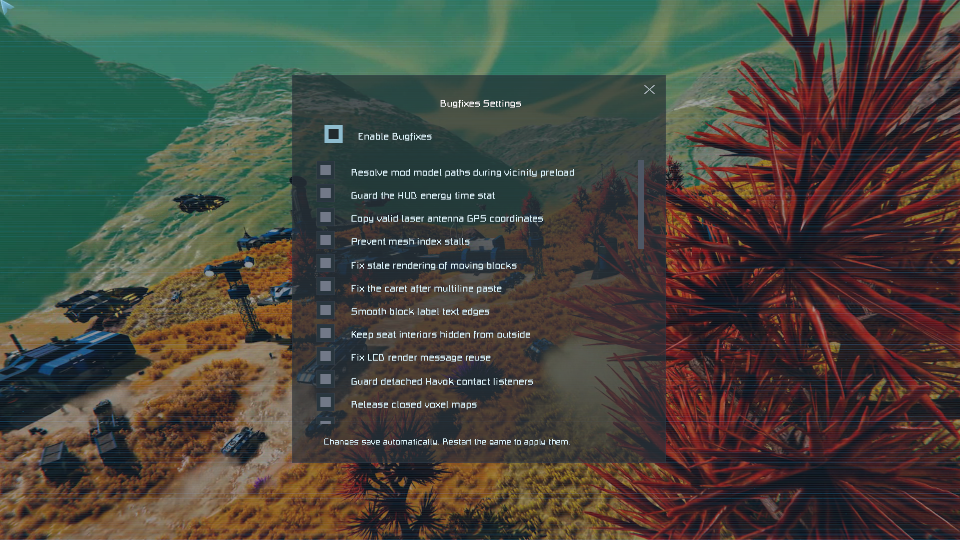 Bugfixes Settings
Enable Bugfixes
Resolve mod model paths during vicinity preload
Guard the HUD energy time stat
Copy valid laser antenna GPS coordinates
Prevent mesh index stalls
Fix stale rendering of moving blocks
Fix the caret after multiline paste
Smooth block label text edges
Keep seat interiors hidden from outside
Fix LCD render message reuse
Guard detached Havok contact listeners
Release closed voxel maps
Changes save automatically. Restart the game to apply them.